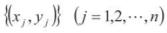 {(x_j, y_j)} (j = 1,2,···,n)